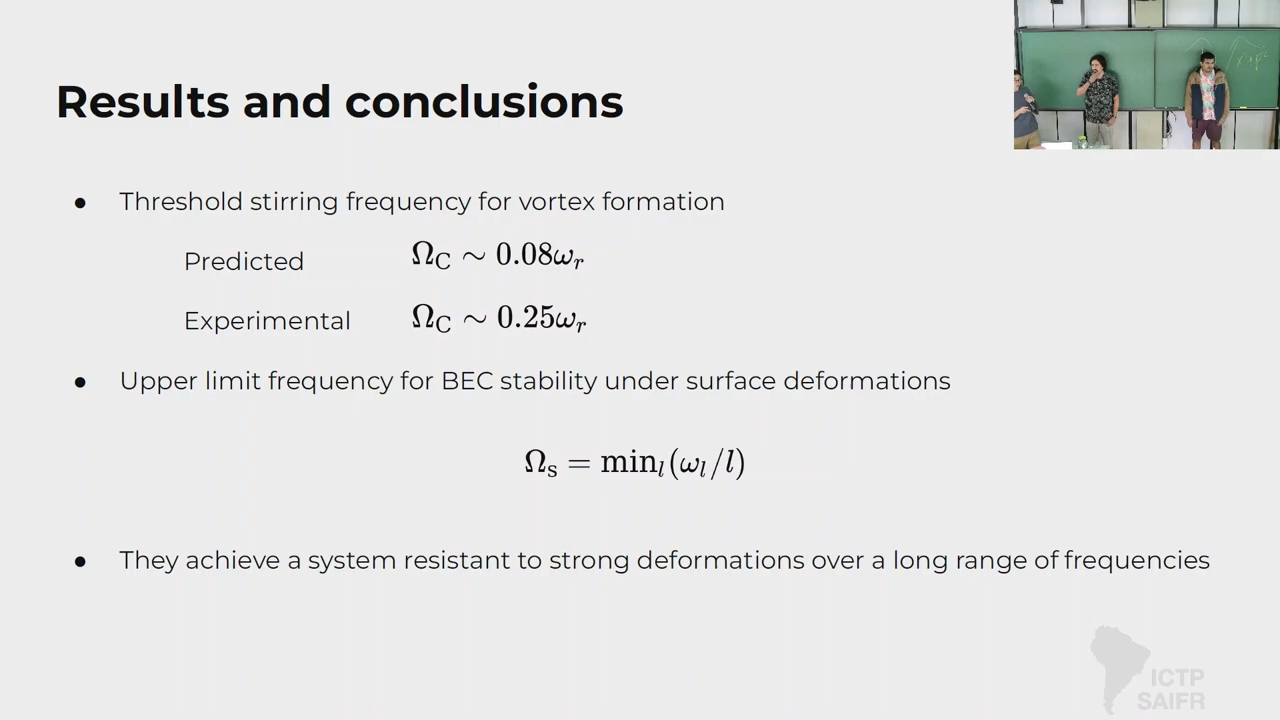 Results and conclusions
● Threshold stirring frequency for vortex formation
Predicted Ω_C ∼ 0.08ω_r
Experimental Ω_C ∼ 0.25ω_r
● Upper limit frequency for BEC stability under surface deformations
Ω_s = min_l(ω_l/l)
● They achieve a system resistant to strong deformations over a long range of frequencies
ICTP
SAIFR